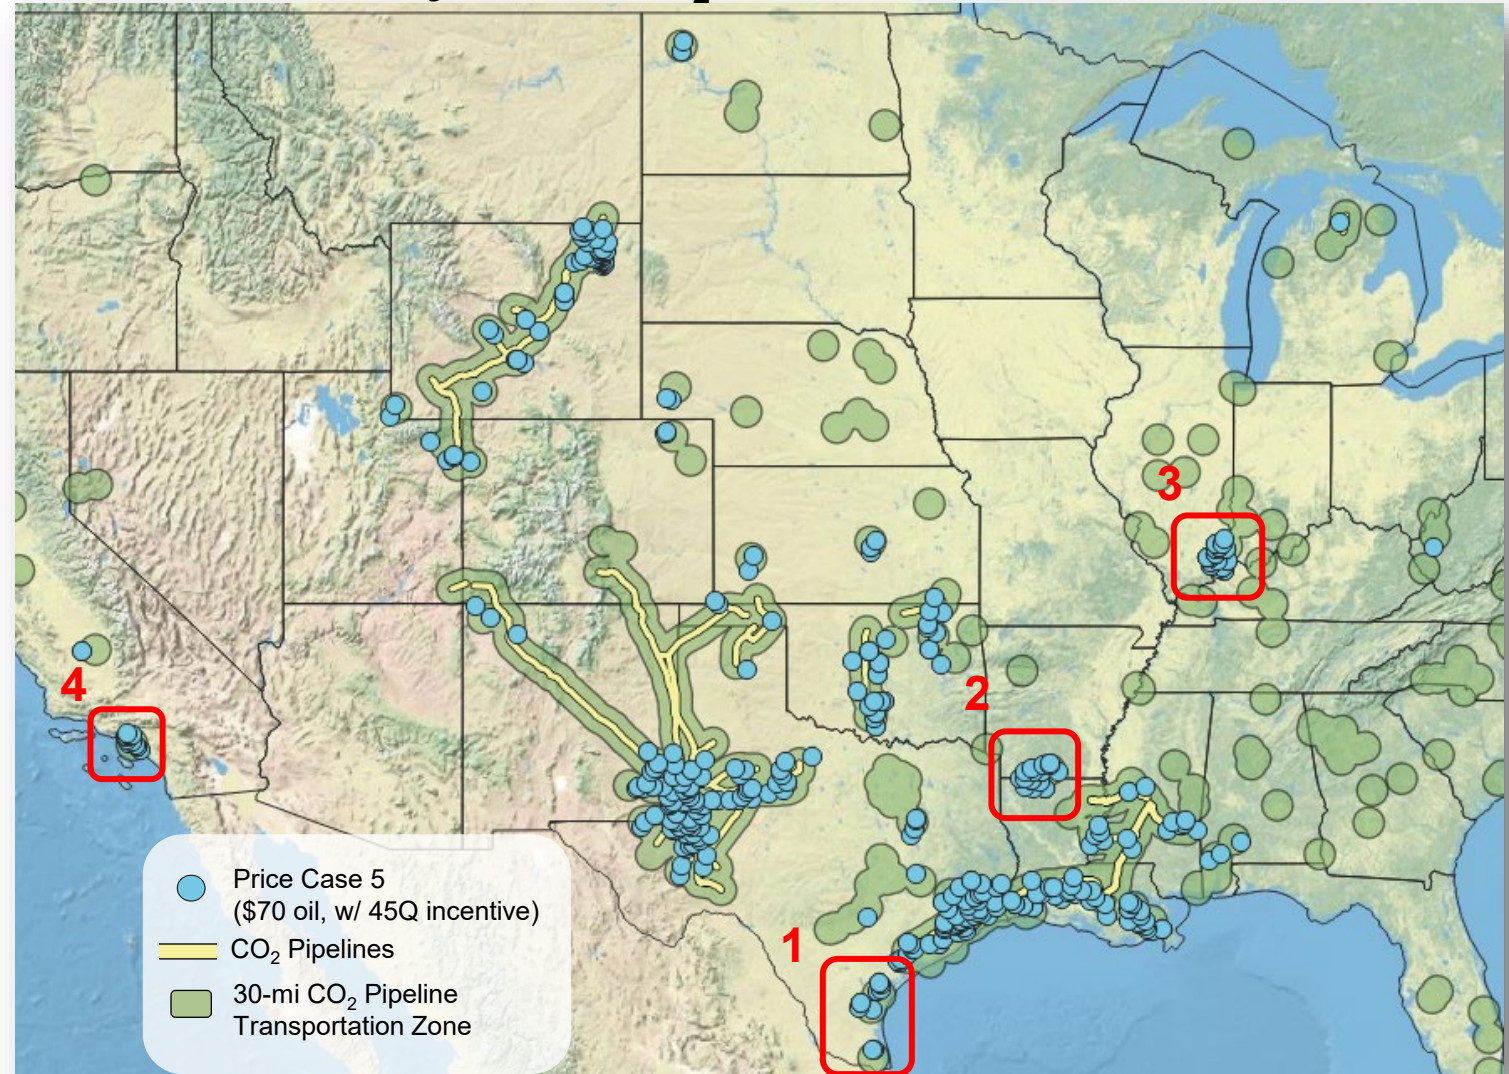 3
4
2
1
Price Case 5
($70 oil, w/ 45Q incentive)
CO₂ Pipelines
30-mi CO₂ Pipeline
Transportation Zone